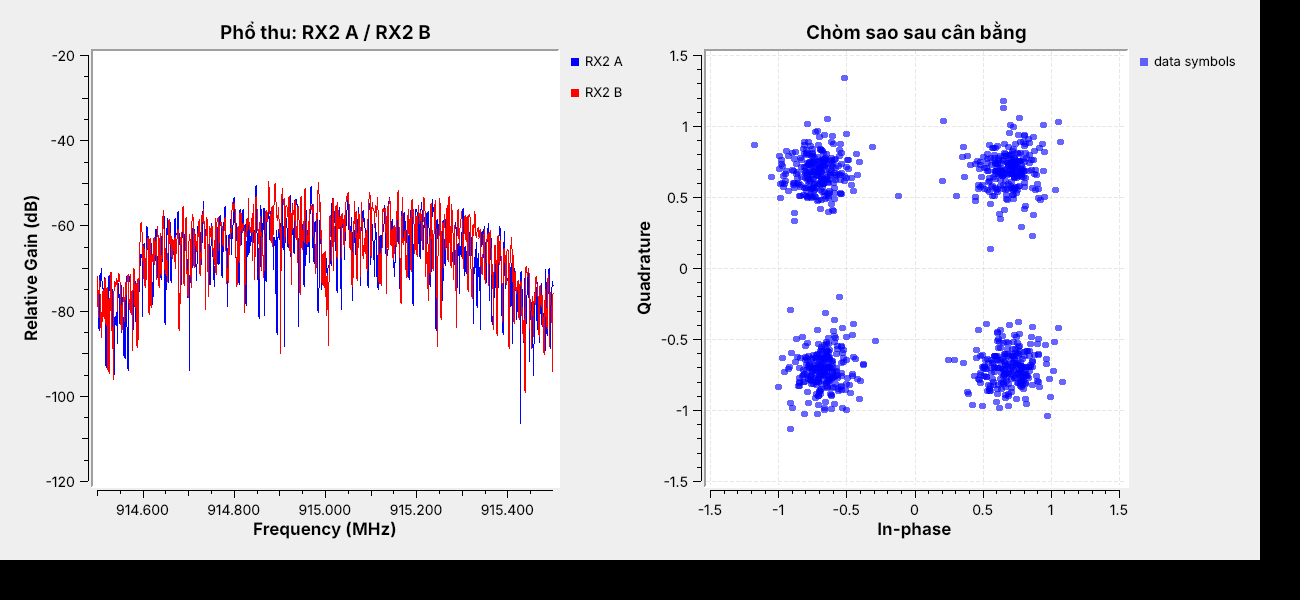 Phổ thu: RX2 A / RX2 B
-20
-40
-60
-80
-100
-120
Relative Gain (dB)
914.600 914.800 915.000 915.200 915.400
Frequency (MHz)
RX2 A
RX2 B
Chòm sao sau cân bằng
1.5
1
0.5
0
-0.5
-1
-1.5
Quadrature
-1.5 -1 -0.5 0 0.5 1 1.5
In-phase
data symbols